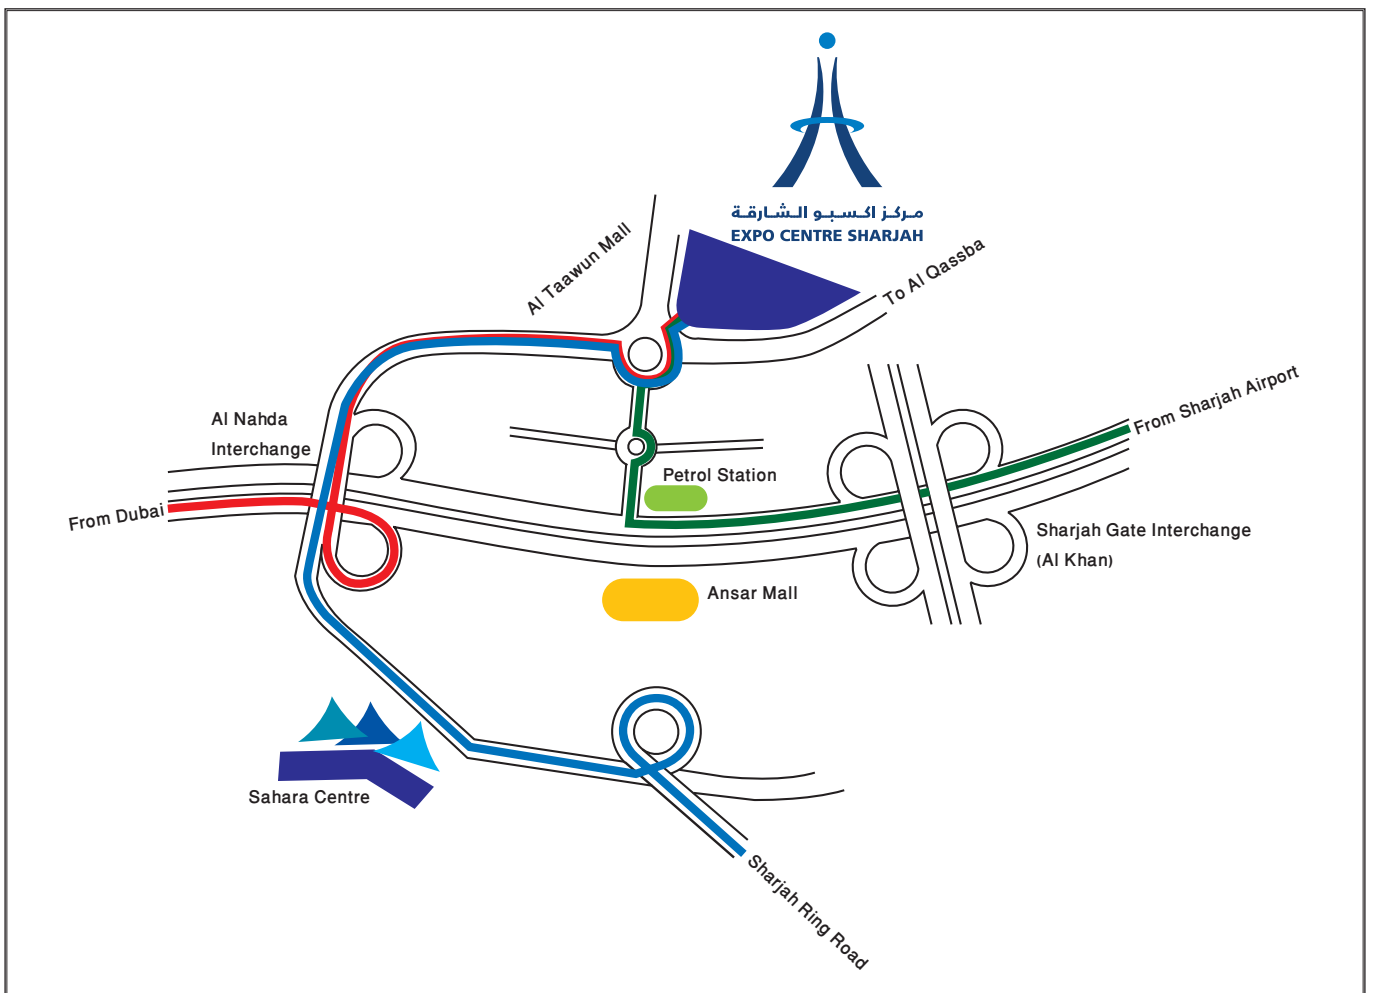 مركز اكسبو الشارقة
EXPO CENTRE SHARJAH
Al Taawun Mall
To Al Qassba
Al Nahda
Interchange
From Sharjah Airport
Petrol Station
From Dubai
Sharjah Gate Interchange
(Al Khan)
Ansar Mall
Sahara Centre
Sharjah Ring Road